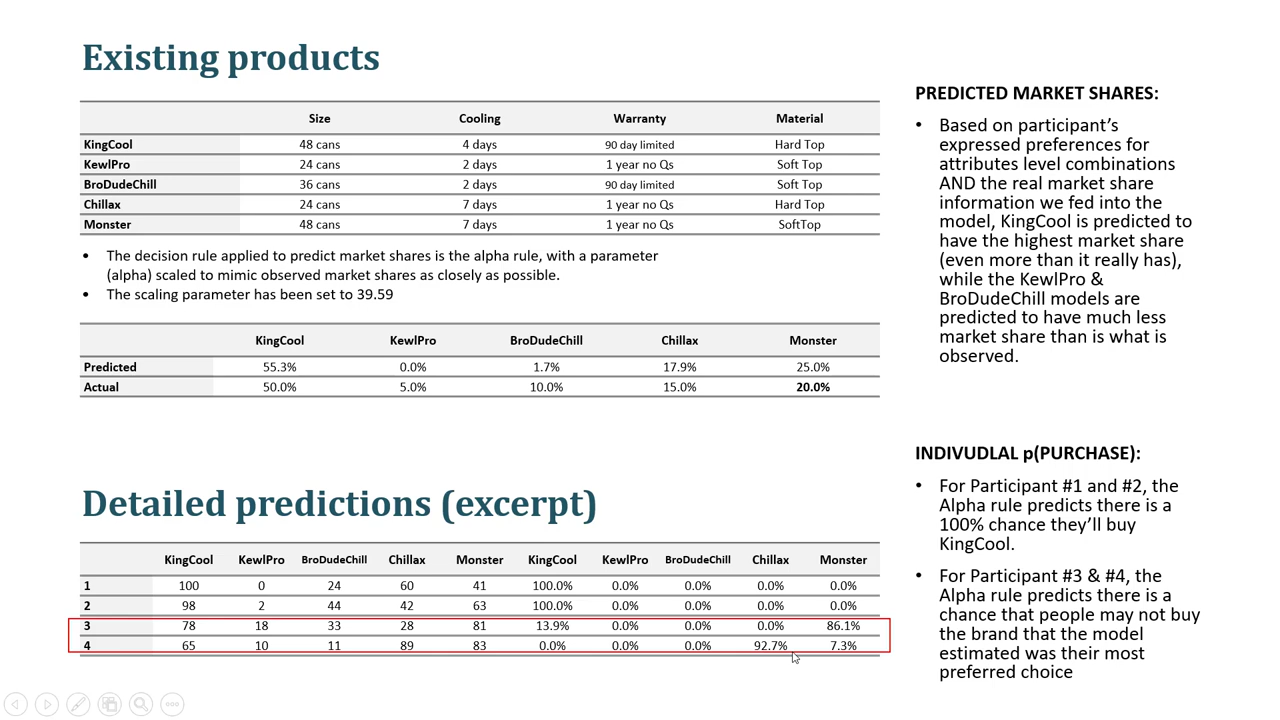 Existing products
Size Cooling Warranty Material
KingCool 48 cans 4 days 90 day limited Hard Top
KewlPro 24 cans 2 days 1 year no Qs Soft Top
BroDudeChill 36 cans 2 days 90 day limited Soft Top
Chillax 24 cans 7 days 1 year no Qs Hard Top
Monster 48 cans 7 days 1 year no Qs SoftTop
• The decision rule applied to predict market shares is the alpha rule, with a parameter
(alpha) scaled to mimic observed market shares as closely as possible.
• The scaling parameter has been set to 39.59
KingCool KewlPro BroDudeChill Chillax Monster
Predicted 55.3% 0.0% 1.7% 17.9% 25.0%
Actual 50.0% 5.0% 10.0% 15.0% 20.0%
PREDICTED MARKET SHARES:
• Based on participant’s
expressed preferences for
attributes level combinations
AND the real market share
information we fed into the
model, KingCool is predicted to
have the highest market share
(even more than it really has),
while the KewlPro &
BroDudeChill models are
predicted to have much less
market share than is what is
observed.
Detailed predictions (excerpt)
KingCool KewlPro BroDudeChill Chillax Monster KingCool KewlPro BroDudeChill Chillax Monster
1 100 0 24 60 41 100.0% 0.0% 0.0% 0.0% 0.0%
2 98 2 44 42 63 100.0% 0.0% 0.0% 0.0% 0.0%
3 78 18 33 28 81 13.9% 0.0% 0.0% 0.0% 86.1%
4 65 10 11 89 83 0.0% 0.0% 0.0% 92.7% 7.3%
INDIVUDLAL p(PURCHASE):
• For Participant #1 and #2, the
Alpha rule predicts there is a
100% chance they’ll buy
KingCool.
• For Participant #3 & #4, the
Alpha rule predicts there is a
chance that people may not buy
the brand that the model
estimated was their most
preferred choice